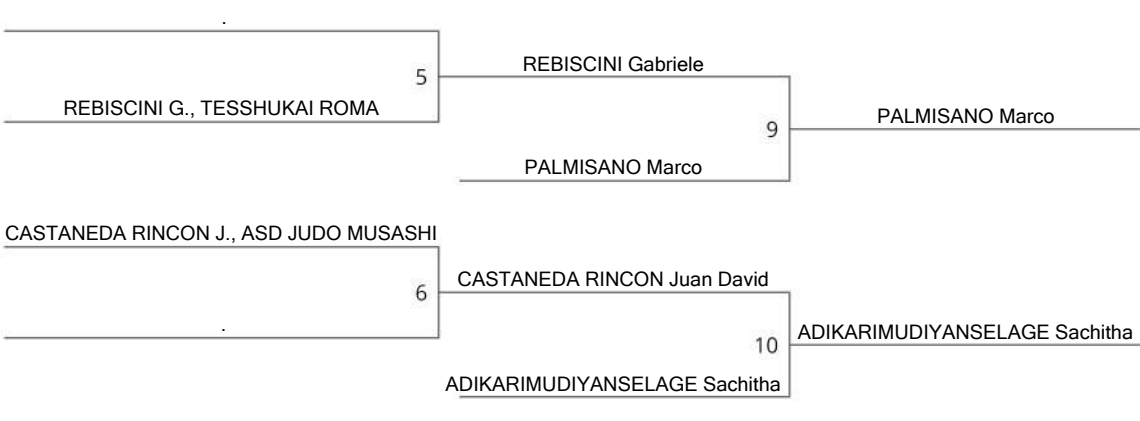 .
5
REBISCINI Gabriele
REBISCINI G., TESSHUKAI ROMA
9
PALMISANO Marco
PALMISANO Marco
CASTANEDA RINCON J., ASD JUDO MUSASHI
6
CASTANEDA RINCON Juan David
.
10
ADIKARIMUDIYANSELAGE Sachitha
ADIKARIMUDIYANSELAGE Sachitha